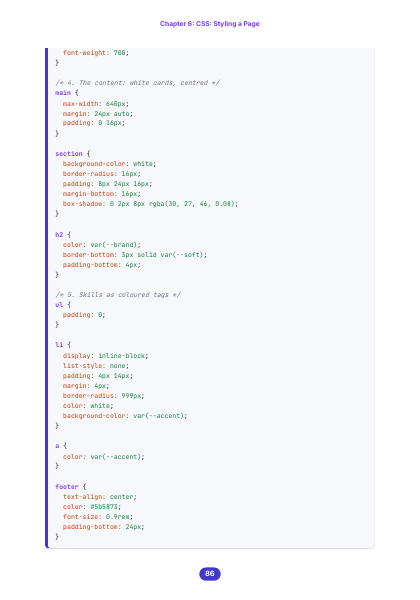 Chapter 6: CSS: Styling a Page
font-weight: 700;
}
/* 4. The content: white cards, centred */
main {
max-width: 640px;
margin: 24px auto;
padding: 0 16px;
}
section {
background-color: white;
border-radius: 16px;
padding: 8px 24px 16px;
margin-bottom: 16px;
box-shadow: 0 2px 8px rgba(30, 27, 46, 0.08);
}
h2 {
color: var(--brand);
border-bottom: 3px solid var(--soft);
padding-bottom: 4px;
}
/* 5. Skills as coloured tags */
ul {
padding: 0;
}
li {
display: inline-block;
list-style: none;
padding: 4px 14px;
margin: 4px;
border-radius: 999px;
color: white;
background-color: var(--accent);
}
a {
color: var(--accent);
}
footer {
text-align: center;
color: #5b5873;
font-size: 0.9rem;
padding-bottom: 24px;
}
86